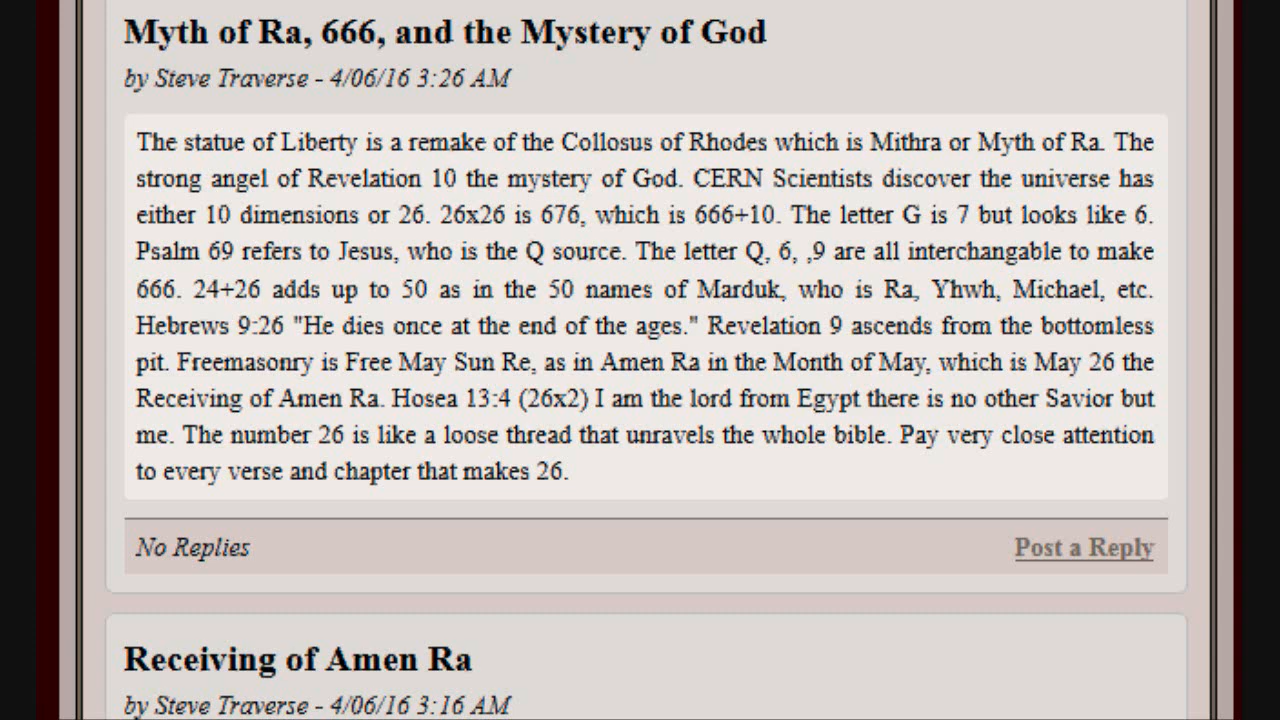 Myth of Ra, 666, and the Mystery of God
by Steve Traverse - 4/06/16 3:26 AM
The statue of Liberty is a remake of the Collosus of Rhodes which is Mithra or Myth of Ra. The
strong angel of Revelation 10 the mystery of God. CERN Scientists discover the universe has
either 10 dimensions or 26. 26x26 is 676, which is 666+10. The letter G is 7 but looks like 6.
Psalm 69 refers to Jesus, who is the Q source. The letter Q, 6, ,9 are all interchangable to make
666. 24+26 adds up to 50 as in the 50 names of Marduk, who is Ra, Yhwh, Michael, etc.
Hebrews 9:26 "He dies once at the end of the ages." Revelation 9 ascends from the bottomless
pit. Freemasonry is Free May Sun Re, as in Amen Ra in the Month of May, which is May 26 the
Receiving of Amen Ra. Hosea 13:4 (26x2) I am the lord from Egypt there is no other Savior but
me. The number 26 is like a loose thread that unravels the whole bible. Pay very close attention
to every verse and chapter that makes 26.
No Replies
Post a Reply
Receiving of Amen Ra
by Steve Traverse - 4/06/16 3:16 AM